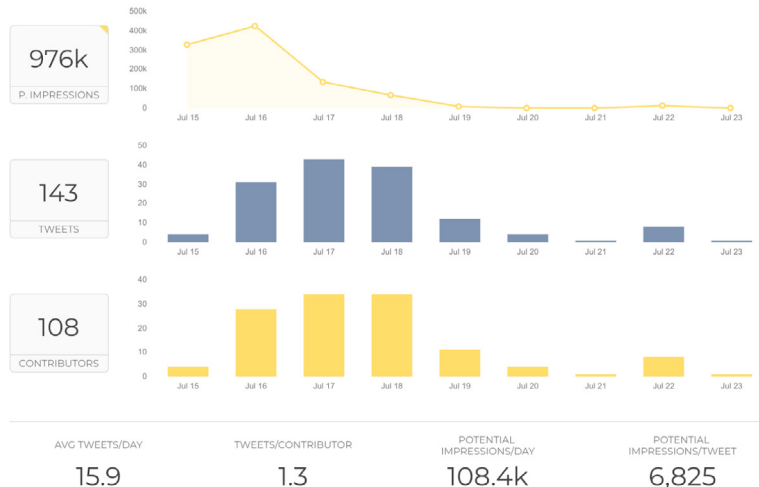 500k
400k
300k
200k
100k
0
976k
P. IMPRESSIONS
Jul 15 Jul 16 Jul 17 Jul 18 Jul 19 Jul 20 Jul 21 Jul 22 Jul 23
50
40
30
20
10
0
143
TWEETS
Jul 15 Jul 16 Jul 17 Jul 18 Jul 19 Jul 20 Jul 21 Jul 22 Jul 23
40
30
20
10
0
108
CONTRIBUTORS
Jul 15 Jul 16 Jul 17 Jul 18 Jul 19 Jul 20 Jul 21 Jul 22 Jul 23
AVG TWEETS/DAY
15.9
TWEETS/CONTRIBUTOR
1.3
POTENTIAL
IMPRESSIONS/DAY
108.4k
POTENTIAL
IMPRESSIONS/TWEET
6,825